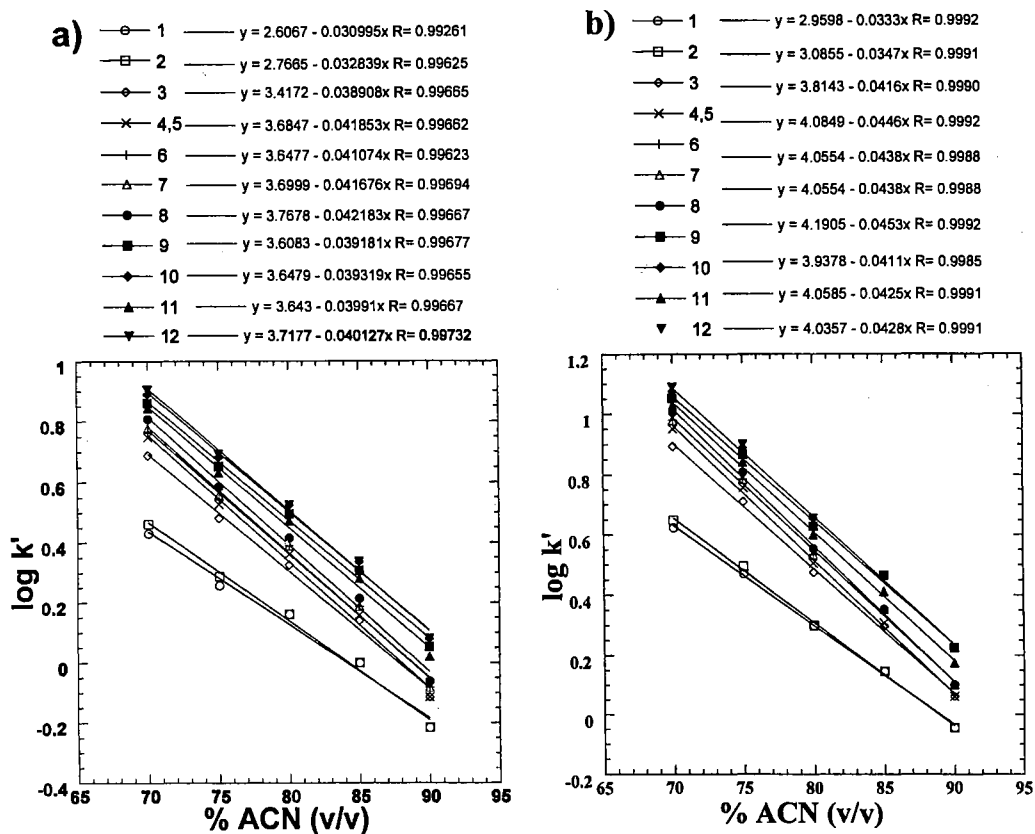 a)
1 y = 2.6067 - 0.030995x R= 0.99261
2 y = 2.7665 - 0.032839x R= 0.99625
3 y = 3.4172 - 0.038908x R= 0.99665
4,5 y = 3.6847 - 0.041853x R= 0.99662
6 y = 3.6477 - 0.041074x R= 0.99623
7 y = 3.6999 - 0.041676x R= 0.99694
8 y = 3.7678 - 0.042183x R= 0.99667
9 y = 3.6083 - 0.039181x R= 0.99677
10 y = 3.6479 - 0.039319x R= 0.99655
11 y = 3.643 - 0.03991x R= 0.99667
12 y = 3.7177 - 0.040127x R= 0.99732
1
0.8
0.6
0.4
0.2
0
-0.2
-0.4
log k'
65 70 75 80 85 90 95
% ACN (v/v)
b)
1 y = 2.9598 - 0.0333x R= 0.9992
2 y = 3.0855 - 0.0347x R= 0.9991
3 y = 3.8143 - 0.0416x R= 0.9990
4,5 y = 4.0849 - 0.0446x R= 0.9992
6 y = 4.0554 - 0.0438x R= 0.9988
7 y = 4.0554 - 0.0438x R= 0.9988
8 y = 4.1905 - 0.0453x R= 0.9992
9
10 y = 3.9378 - 0.0411x R= 0.9985
11 y = 4.0585 - 0.0425x R= 0.9991
12 y = 4.0357 - 0.0428x R= 0.9991
1.2
1
0.8
0.6
0.4
0.2
0
-0.2
log k'
65 70 75 80 85 90 95
% ACN (v/v)